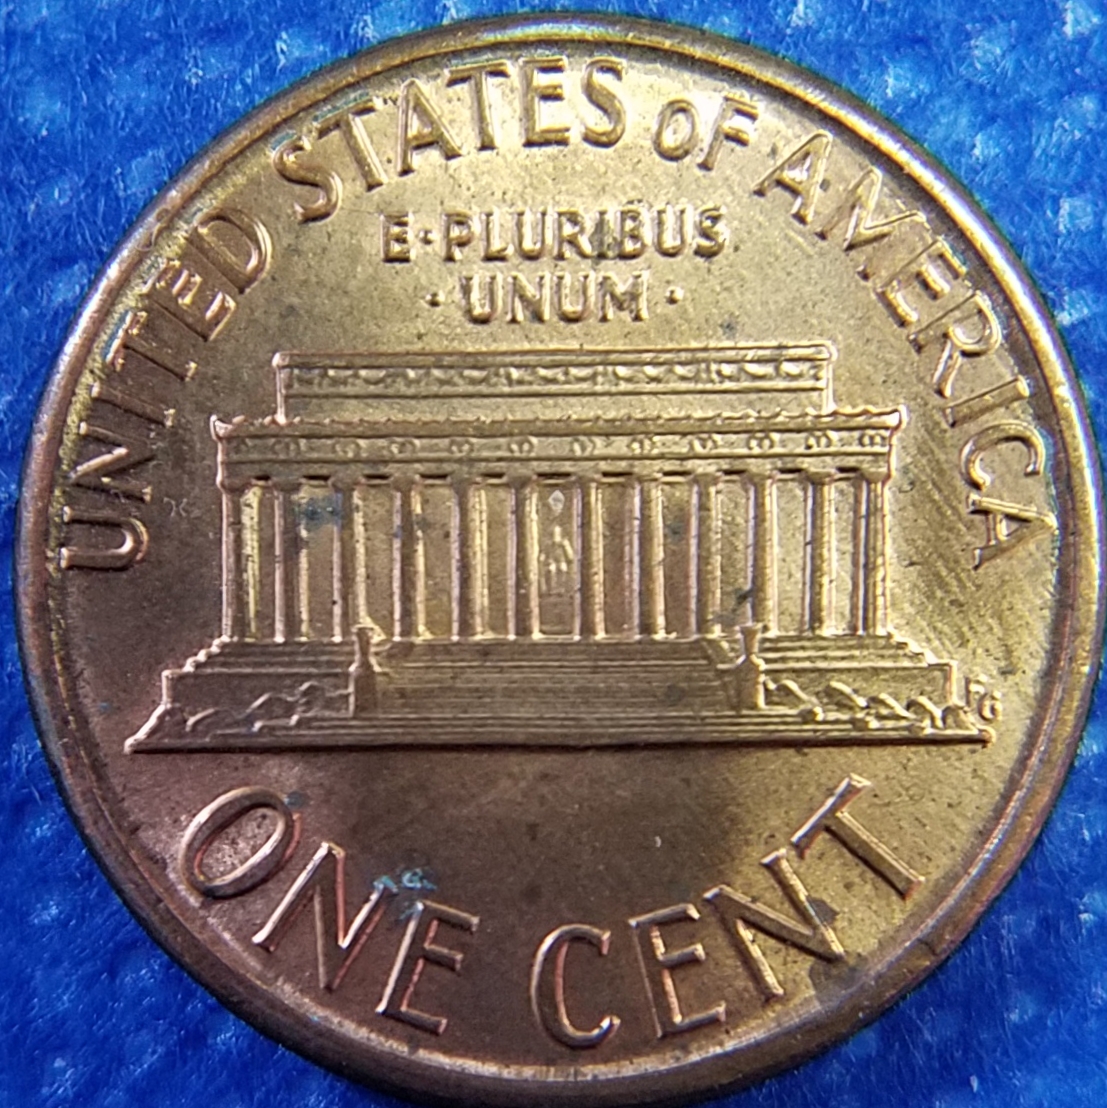 UNITED STATES OF AMERICA
E·PLURIBUS
·UNUM·
FG
ONE CENT